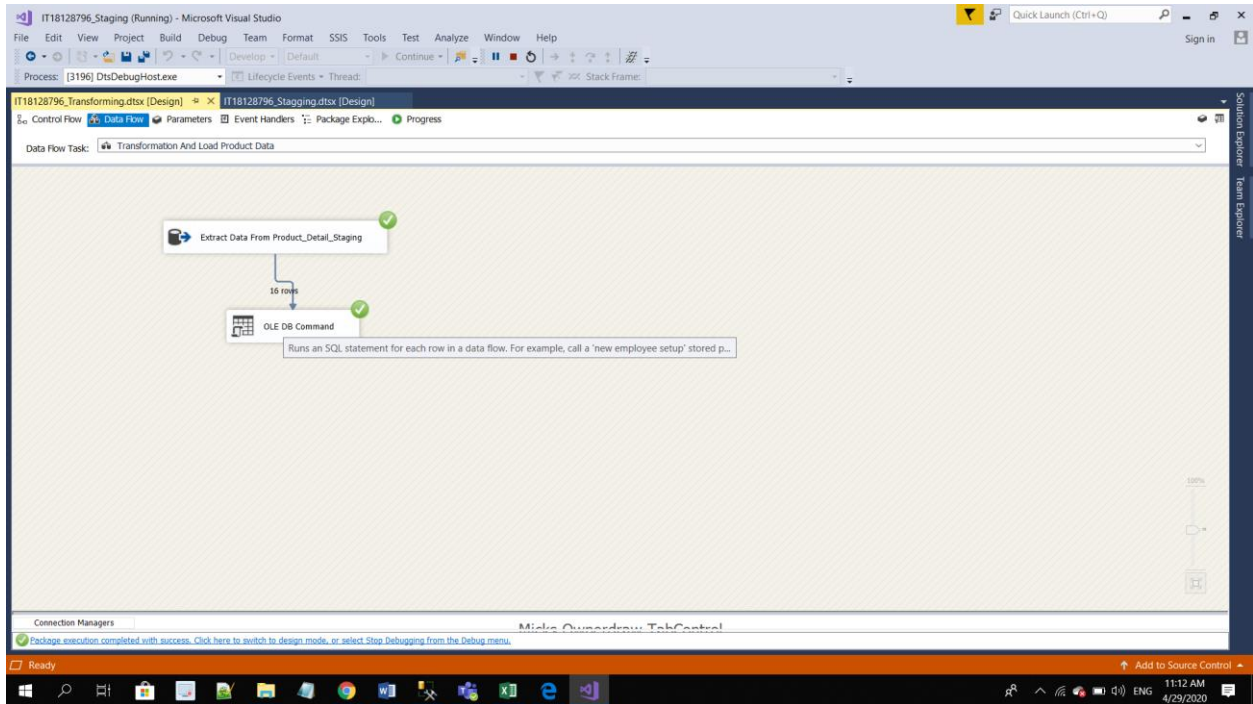 IT18128796_Staging (Running) - Microsoft Visual Studio
Quick Launch (Ctrl+Q)
File Edit View Project Build Debug Team Format SSIS Tools Test Analyze Window Help
Sign in
Develop Default Continue
Process: [3196] DtsDebugHost.exe Lifecycle Events Thread: Stack Frame:
IT18128796_Transforming.dtsx [Design] IT18128796_Stagging.dtsx [Design]
Control Flow Data Flow Parameters Event Handlers Package Explo... Progress
Data Flow Task: Transformation And Load Product Data
Solution Explorer
Team Explorer
Extract Data From Product_Detail_Staging
16 rows
OLE DB Command
Runs an SQL statement for each row in a data flow. For example, call a 'new employee setup' stored p...
100%
Connection Managers
Micks Ownerdraw TabControl
Package execution completed with success. Click here to switch to design mode, or select Stop Debugging from the Debug menu.
Ready
Add to Source Control
ENG
11:12 AM
4/29/2020